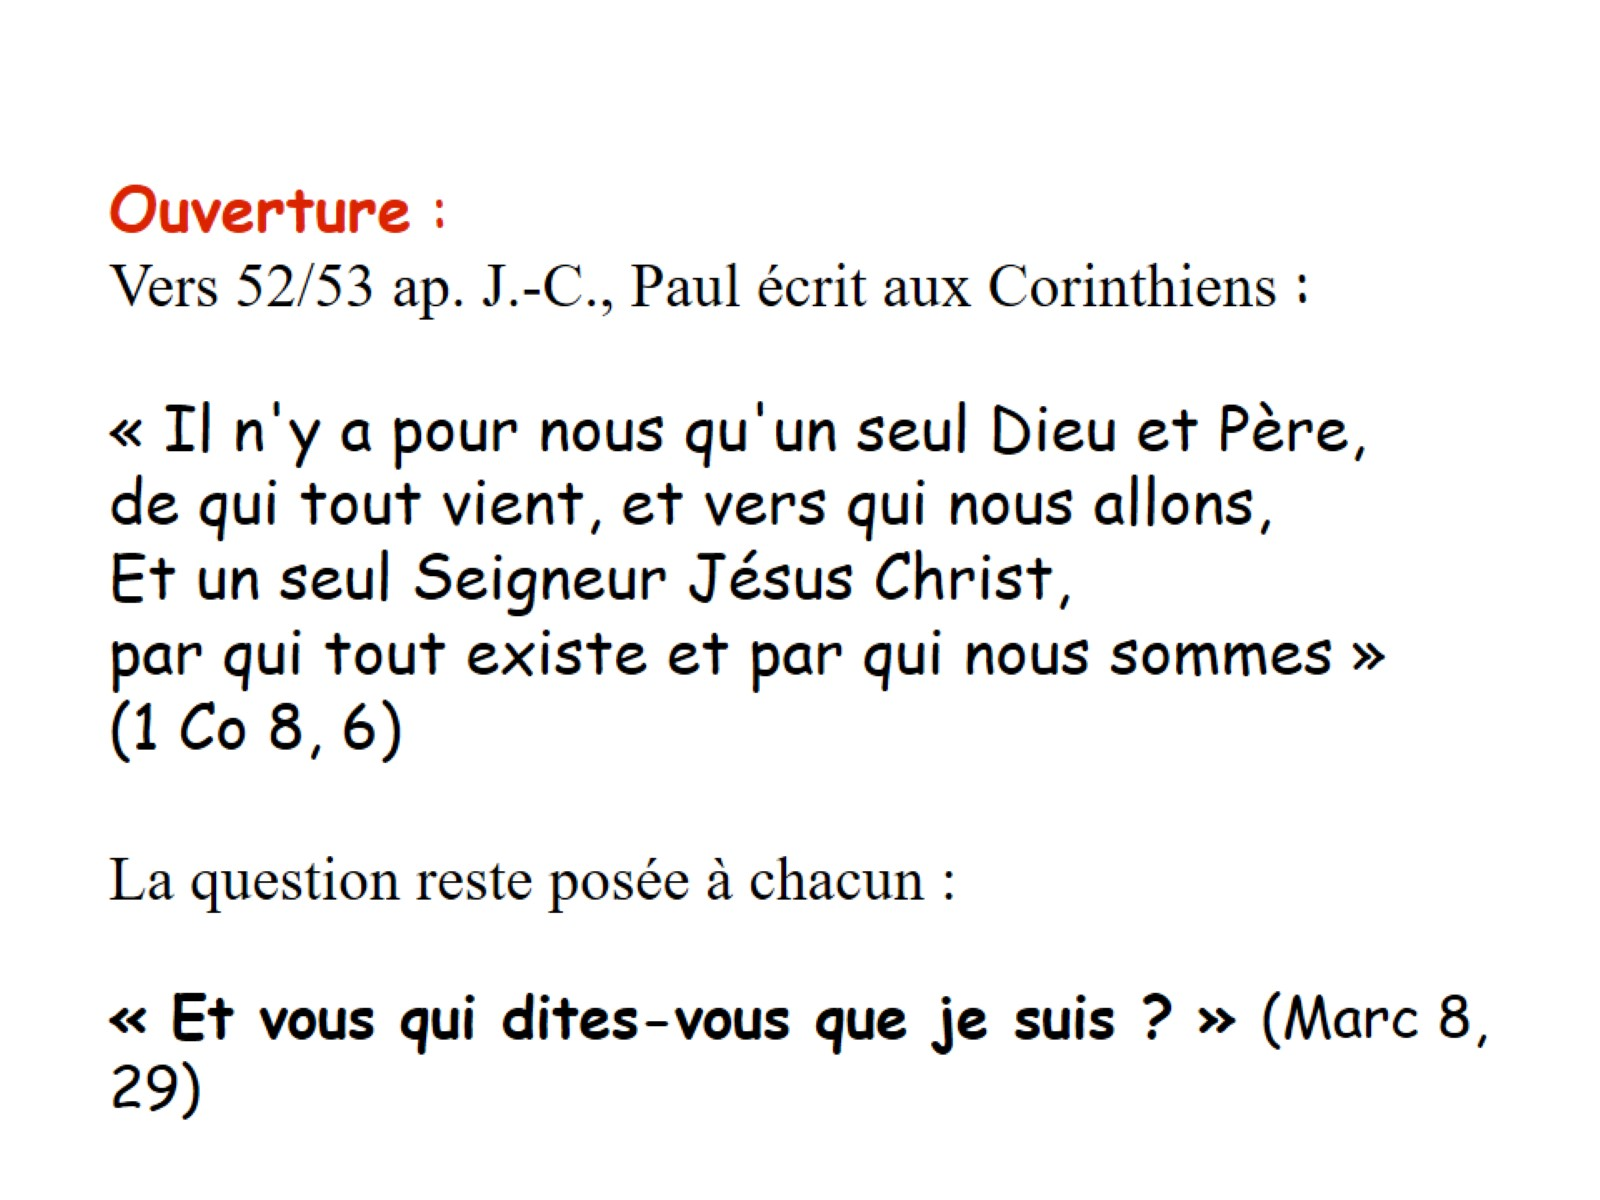 Ouverture :
Vers 52/53 ap. J.-C., Paul écrit aux Corinthiens :
« Il n'y a pour nous qu'un seul Dieu et Père,
de qui tout vient, et vers qui nous allons,
Et un seul Seigneur Jésus Christ,
par qui tout existe et par qui nous sommes »
(1 Co 8, 6)
La question reste posée à chacun :
« Et vous qui dites-vous que je suis ? » (Marc 8,
29)